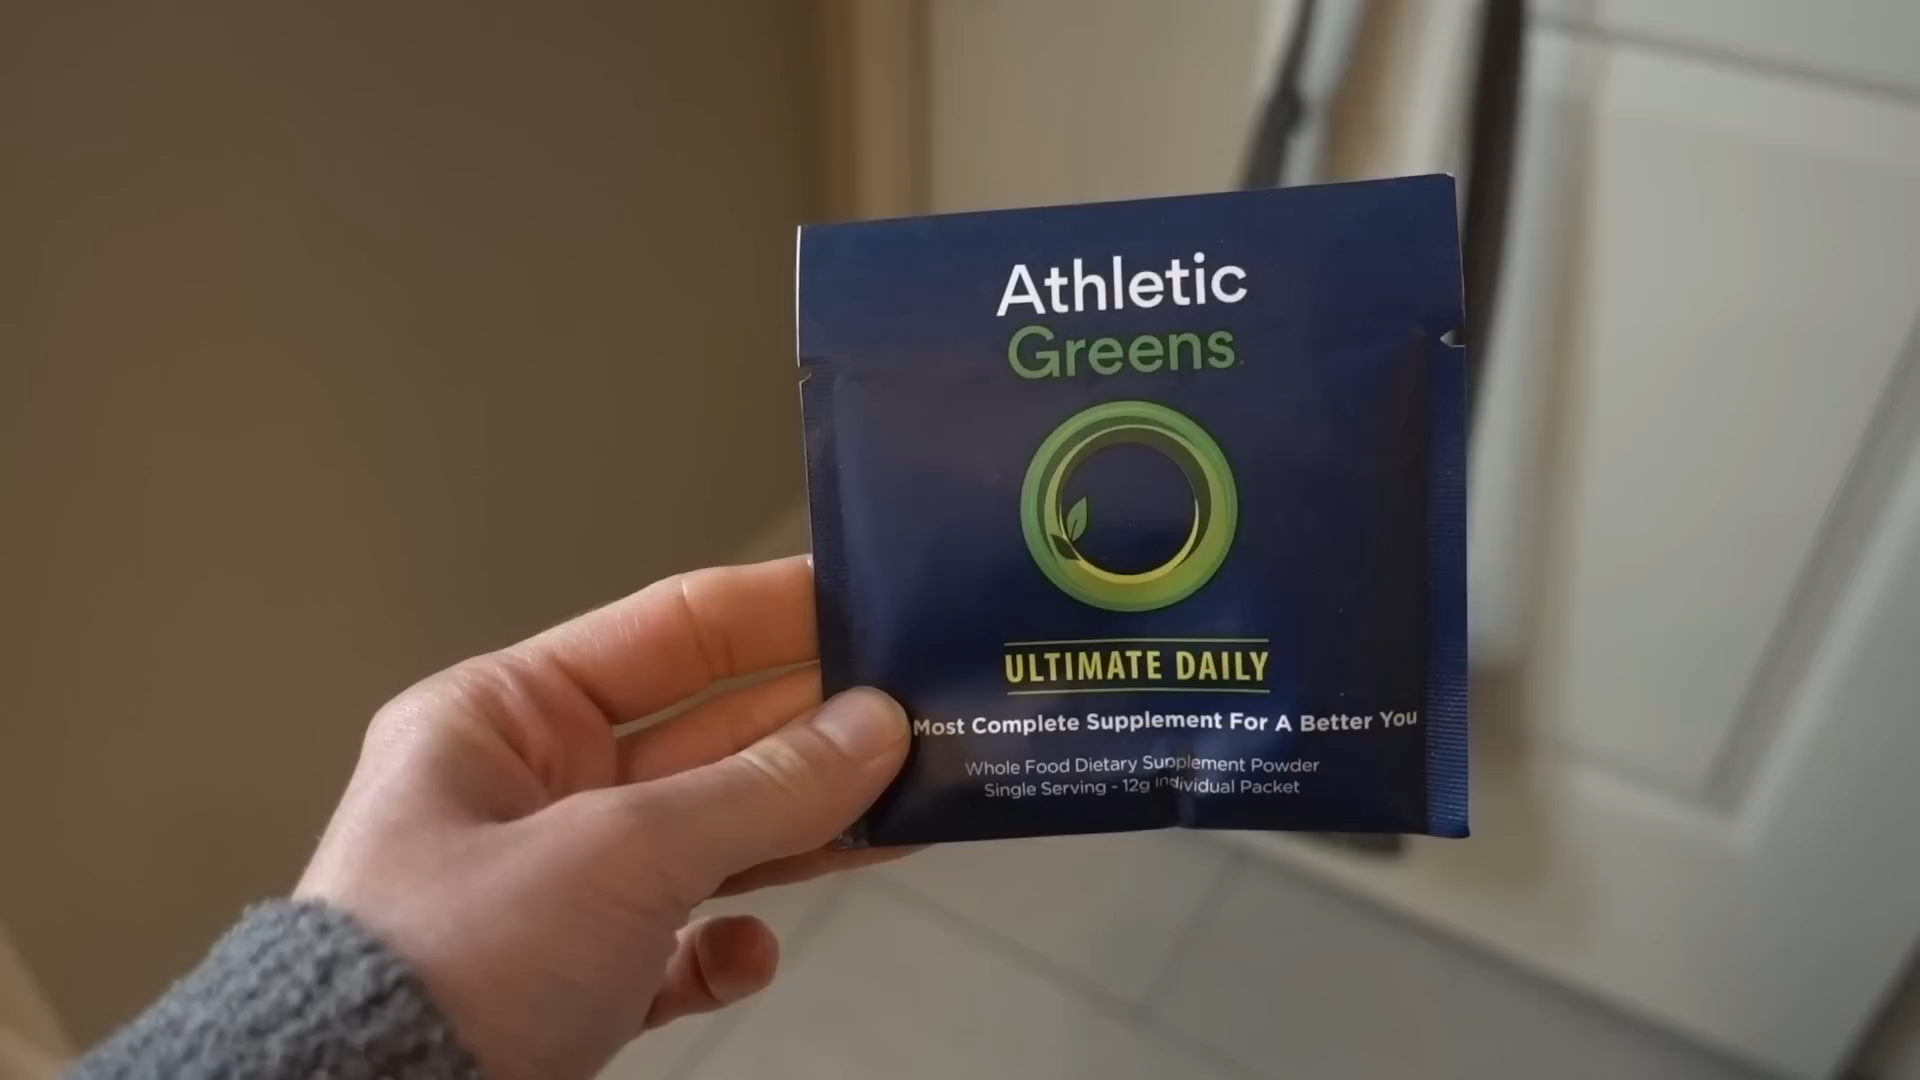 Athletic
Greens
ULTIMATE DAILY
Most Complete Supplement For A Better You
Whole Food Dietary Supplement Powder
Single Serving - 12g Individual Packet